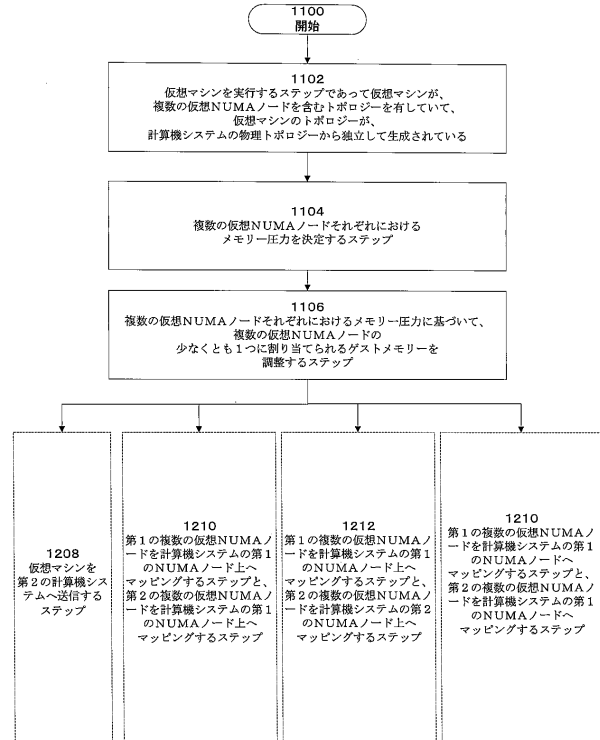 1100
開始
1102
仮想マシンを実行するステップであって仮想マシンが、
複数の仮想NUMAノードを含むトポロジーを有していて、
仮想マシンのトポロジーが、
計算機システムの物理トポロジーから独立して生成されている
1104
複数の仮想NUMAノードそれぞれにおける
メモリー圧力を決定するステップ
1106
複数の仮想NUMAノードそれぞれにおけるメモリー圧力に基づいて、
複数の仮想NUMAノードの
少なくとも1つに割り当てられるゲストメモリーを
調整するステップ
1208
仮想マシンを
第2の計算機シス
テムへ送信する
ステップ
1210
第1の複数の仮想NUMAノ
ードを計算機システムの第1
のNUMAノード上へ
マッピングするステップと、
第2の複数の仮想NUMAノ
ードを計算機システムの第1
のNUMAノード上へ
マッピングするステップ
1212
第1の複数の仮想NUMAノ
ードを計算機システムの第1
のNUMAノード上へ
マッピングするステップと、
第2の複数の仮想NUMAノ
ードを計算機システムの第2
のNUMAノード上へ
マッピングするステップ
1210
第1の複数の仮想NUMAノ
ードを計算機システムの第1
のNUMAノードへ
マッピングするステップと、
第2の複数の仮想NUMAノ
ードを計算機システムの第1
のNUMAノードへ
マッピングするステップ